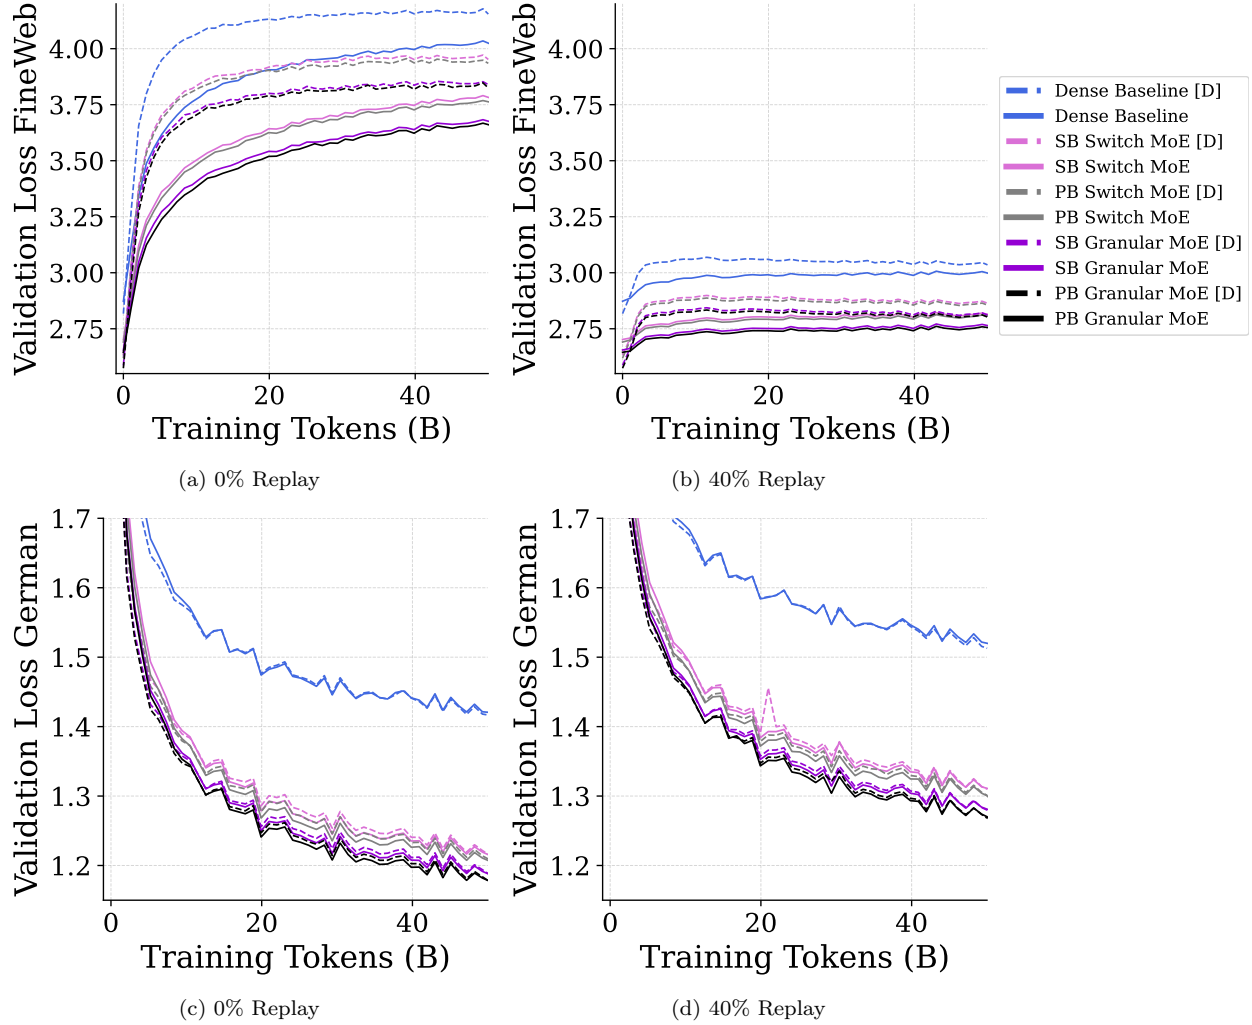 Validation Loss FineWeb
4.00
3.75
3.50
3.25
3.00
2.75
0
20
40
Training Tokens (B)
(a) 0% Replay
Validation Loss FineWeb
4.00
3.75
3.50
3.25
3.00
2.75
0
20
40
Training Tokens (B)
(b) 40% Replay
Dense Baseline [D]
Dense Baseline
SB Switch MoE [D]
SB Switch MoE
PB Switch MoE [D]
PB Switch MoE
SB Granular MoE [D]
SB Granular MoE
PB Granular MoE [D]
PB Granular MoE
Validation Loss German
1.7
1.6
1.5
1.4
1.3
1.2
0
20
40
Training Tokens (B)
(c) 0% Replay
Validation Loss German
1.7
1.6
1.5
1.4
1.3
1.2
0
20
40
Training Tokens (B)
(d) 40% Replay